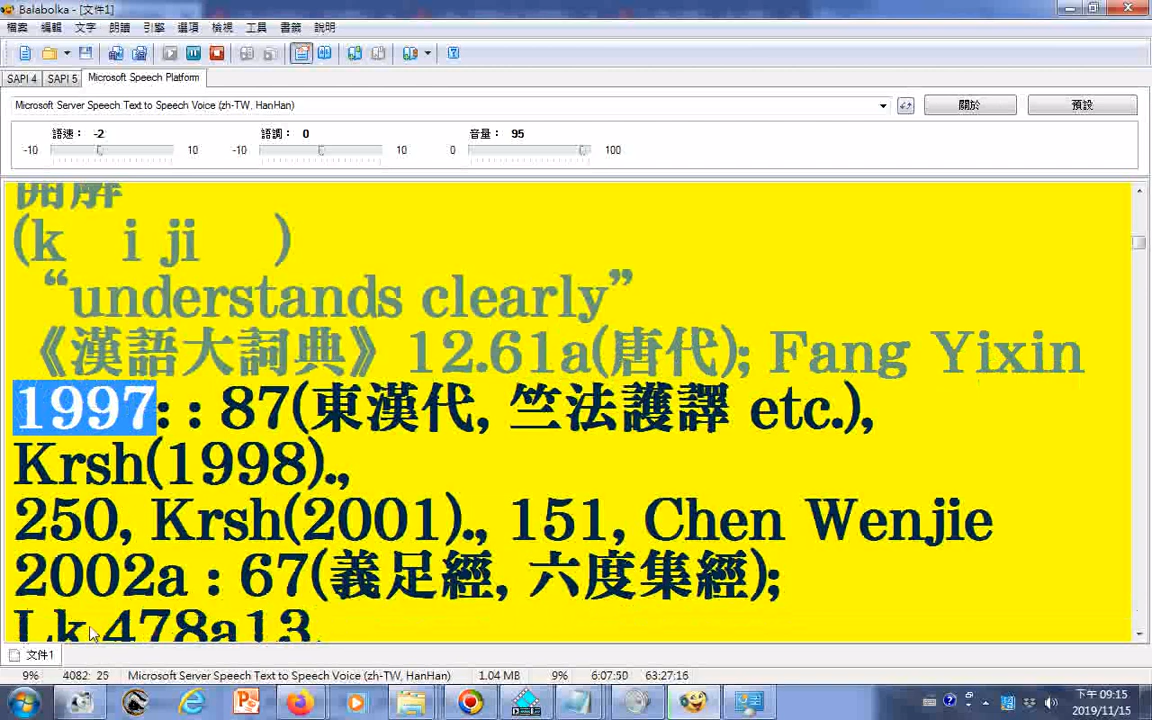 Balabolka - [文件1]
檔案 編輯 文字 朗讀 引擎 選項 檢視 工具 書籤 說明
SAPI 4 SAPI 5 Microsoft Speech Platform
Microsoft Server Speech Text to Speech Voice (zh-TW, HanHan) 關於 預設
語速: -2 語調: 0 音量: 95
-10 10 -10 10 0 100
開解
(k i ji )
“understands clearly”
《漢語大詞典》12.61a(唐代); Fang Yixin
1997: : 87(東漢代, 竺法護譯 etc.),
Krsh(1998).,
250, Krsh(2001)., 151, Chen Wenjie
2002a : 67(義足經, 六度集經);
Lk.478a13.
文件1
9% 4082: 25 Microsoft Server Speech Text to Speech Voice (zh-TW, HanHan) 1.04 MB 9% 6:07:50 63:27:16
下午 09:15
2019/11/15